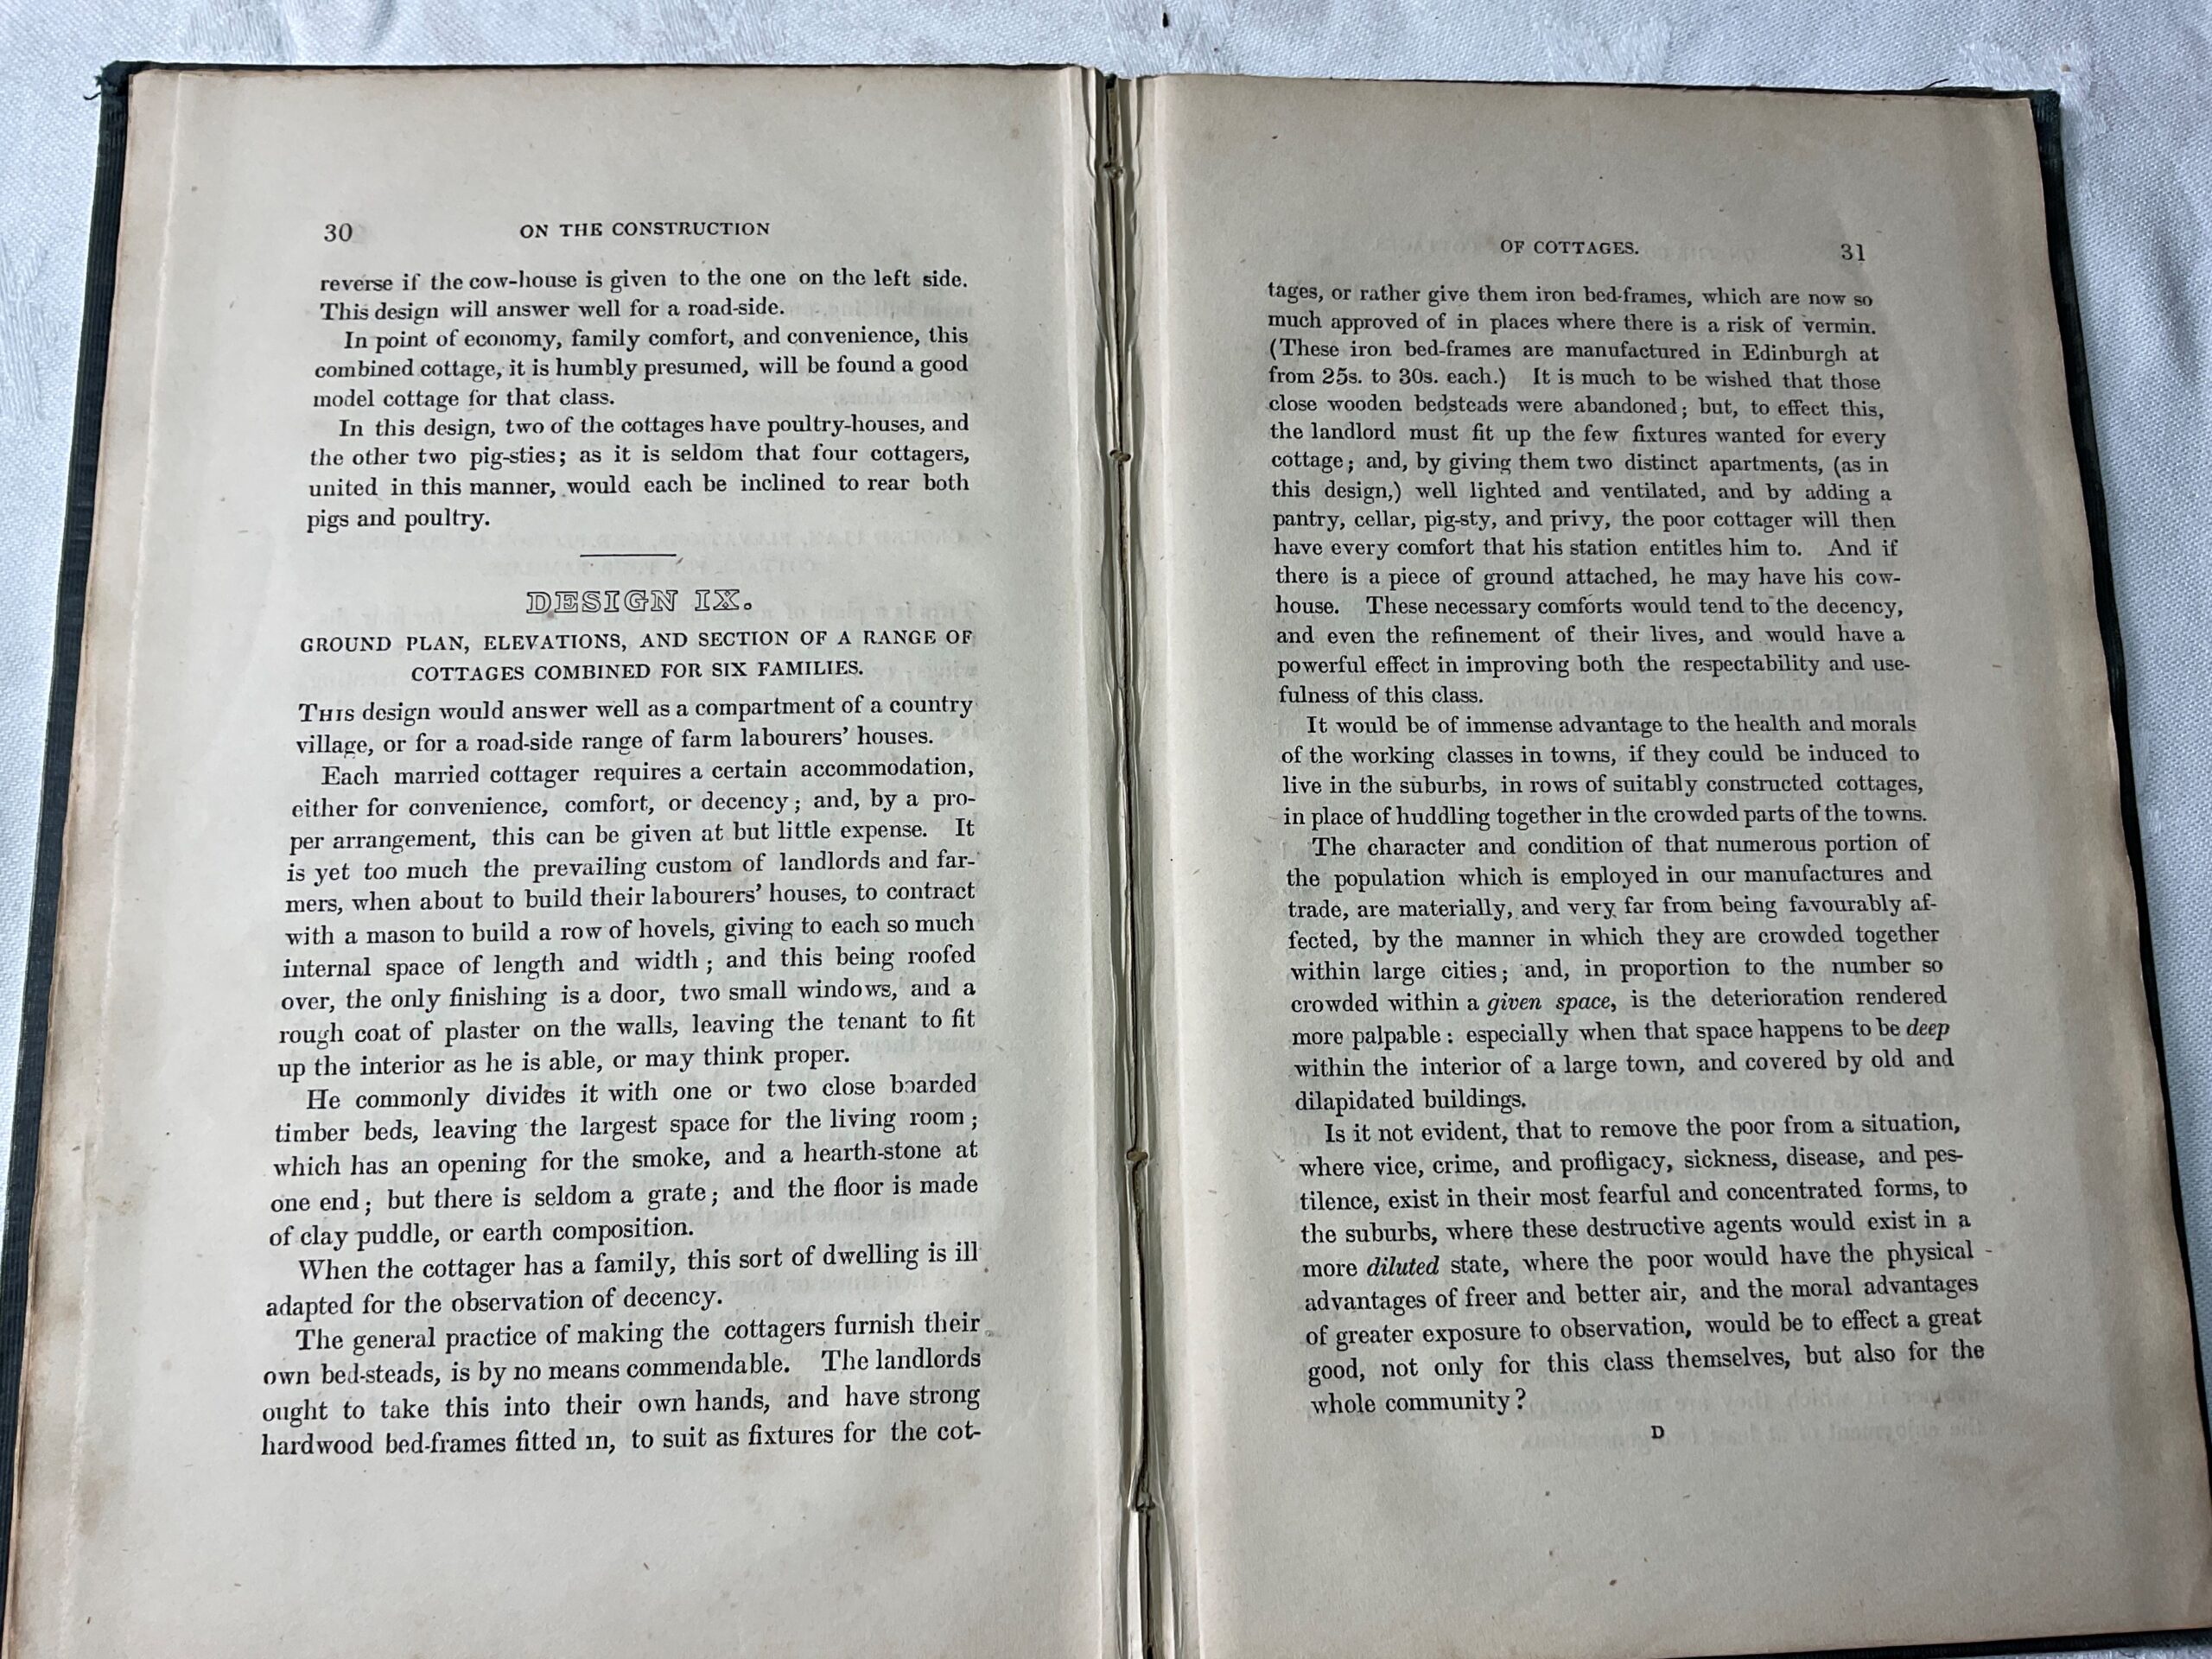 30 ON THE CONSTRUCTION
reverse if the cow-house is given to the one on the left side.
This design will answer well for a road-side.
In point of economy, family comfort, and convenience, this
combined cottage, it is humbly presumed, will be found a good
model cottage for that class.
In this design, two of the cottages have poultry-houses, and
the other two pig-sties; as it is seldom that four cottagers,
united in this manner, would each be inclined to rear both
pigs and poultry.
DESIGN IX.
GROUND PLAN, ELEVATIONS, AND SECTION OF A RANGE OF
COTTAGES COMBINED FOR SIX FAMILIES.
THIS design would answer well as a compartment of a country
village, or for a road-side range of farm labourers' houses.
Each married cottager requires a certain accommodation,
either for convenience, comfort, or decency; and, by a pro-
per arrangement, this can be given at but little expense. It
is yet too much the prevailing custom of landlords and far-
mers, when about to build their labourers' houses, to contract
with a mason to build a row of hovels, giving to each so much
internal space of length and width; and this being roofed
over, the only finishing is a door, two small windows, and a
rough coat of plaster on the walls, leaving the tenant to fit
up the interior as he is able, or may think proper.
He commonly divides it with one or two close boarded
timber beds, leaving the largest space for the living room;
which has an opening for the smoke, and a hearth-stone at
one end; but there is seldom a grate; and the floor is made
of clay puddle, or earth composition.
When the cottager has a family, this sort of dwelling is ill
adapted for the observation of decency.
The general practice of making the cottagers furnish their
own bed-steads, is by no means commendable. The landlords
ought to take this into their own hands, and have strong
hardwood bed-frames fitted in, to suit as fixtures for the cot-
OF COTTAGES. 31
tages, or rather give them iron bed-frames, which are now so
much approved of in places where there is a risk of vermin.
(These iron bed-frames are manufactured in Edinburgh at
from 25s. to 30s. each.) It is much to be wished that those
close wooden bedsteads were abandoned; but, to effect this,
the landlord must fit up the few fixtures wanted for every
cottage; and, by giving them two distinct apartments, (as in
this design,) well lighted and ventilated, and by adding a
pantry, cellar, pig-sty, and privy, the poor cottager will then
have every comfort that his station entitles him to. And if
there is a piece of ground attached, he may have his cow-
house. These necessary comforts would tend to the decency,
and even the refinement of their lives, and would have a
powerful effect in improving both the respectability and use-
fulness of this class.
It would be of immense advantage to the health and morals
of the working classes in towns, if they could be induced to
live in the suburbs, in rows of suitably constructed cottages,
in place of huddling together in the crowded parts of the towns.
The character and condition of that numerous portion of
the population which is employed in our manufactures and
trade, are materially, and very far from being favourably af-
fected, by the manner in which they are crowded together
within large cities; and, in proportion to the number so
crowded within a given space, is the deterioration rendered
more palpable: especially when that space happens to be deep
within the interior of a large town, and covered by old and
dilapidated buildings.
Is it not evident, that to remove the poor from a situation,
where vice, crime, and profligacy, sickness, disease, and pes-
tilence, exist in their most fearful and concentrated forms, to
the suburbs, where these destructive agents would exist in a
more diluted state, where the poor would have the physical
advantages of freer and better air, and the moral advantages
of greater exposure to observation, would be to effect a great
good, not only for this class themselves, but also for the
whole community?
D